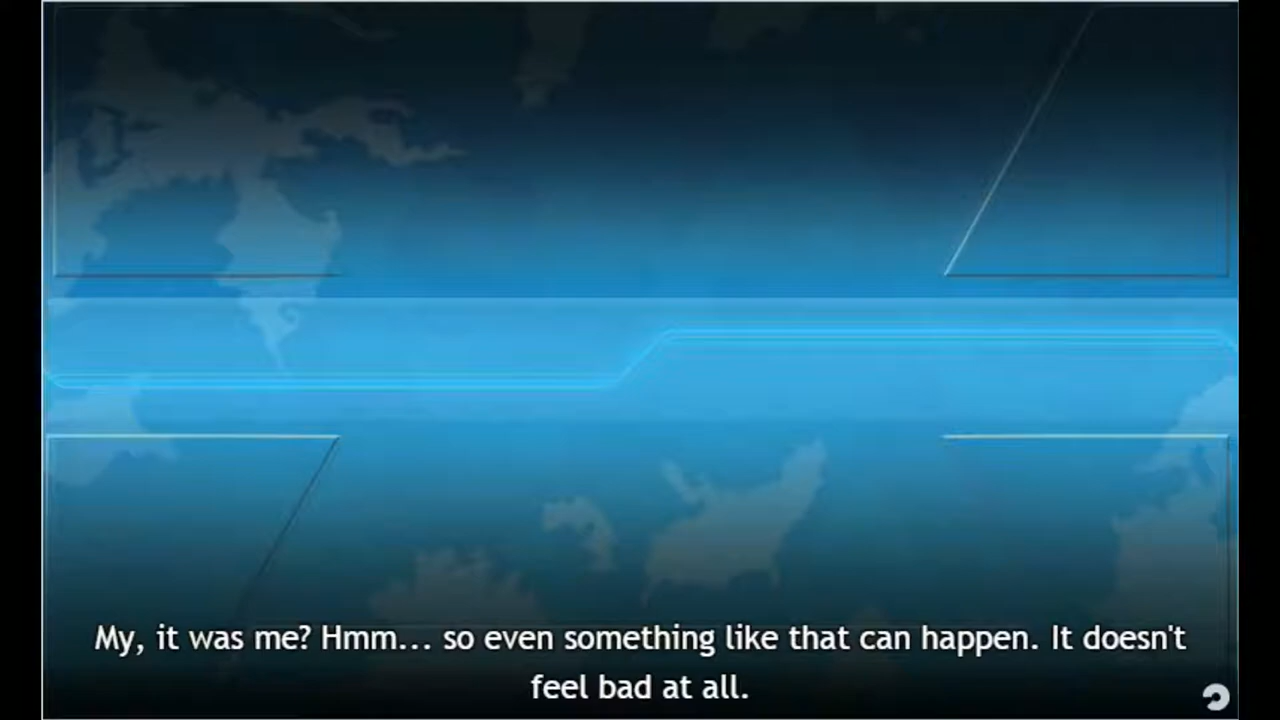 My, it was me? Hmm... so even something like that can happen. It doesn't
feel bad at all.